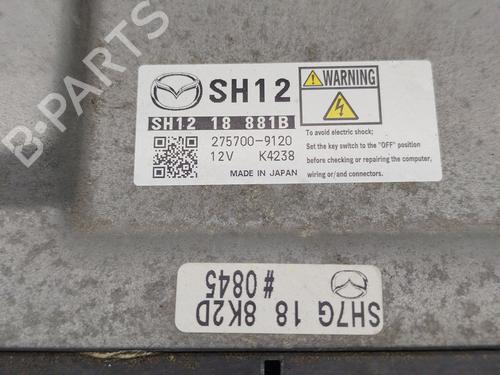 B-PARTS
SH12
SH12 18 881B
275700-9120
12V K4238
MADE IN JAPAN
WARNING
To avoid electric shock;
Set the key switch to the "OFF" position
before checking or repairing the computer,
wiring or/and connectors.
SH7G 18 8K2D
# 0845